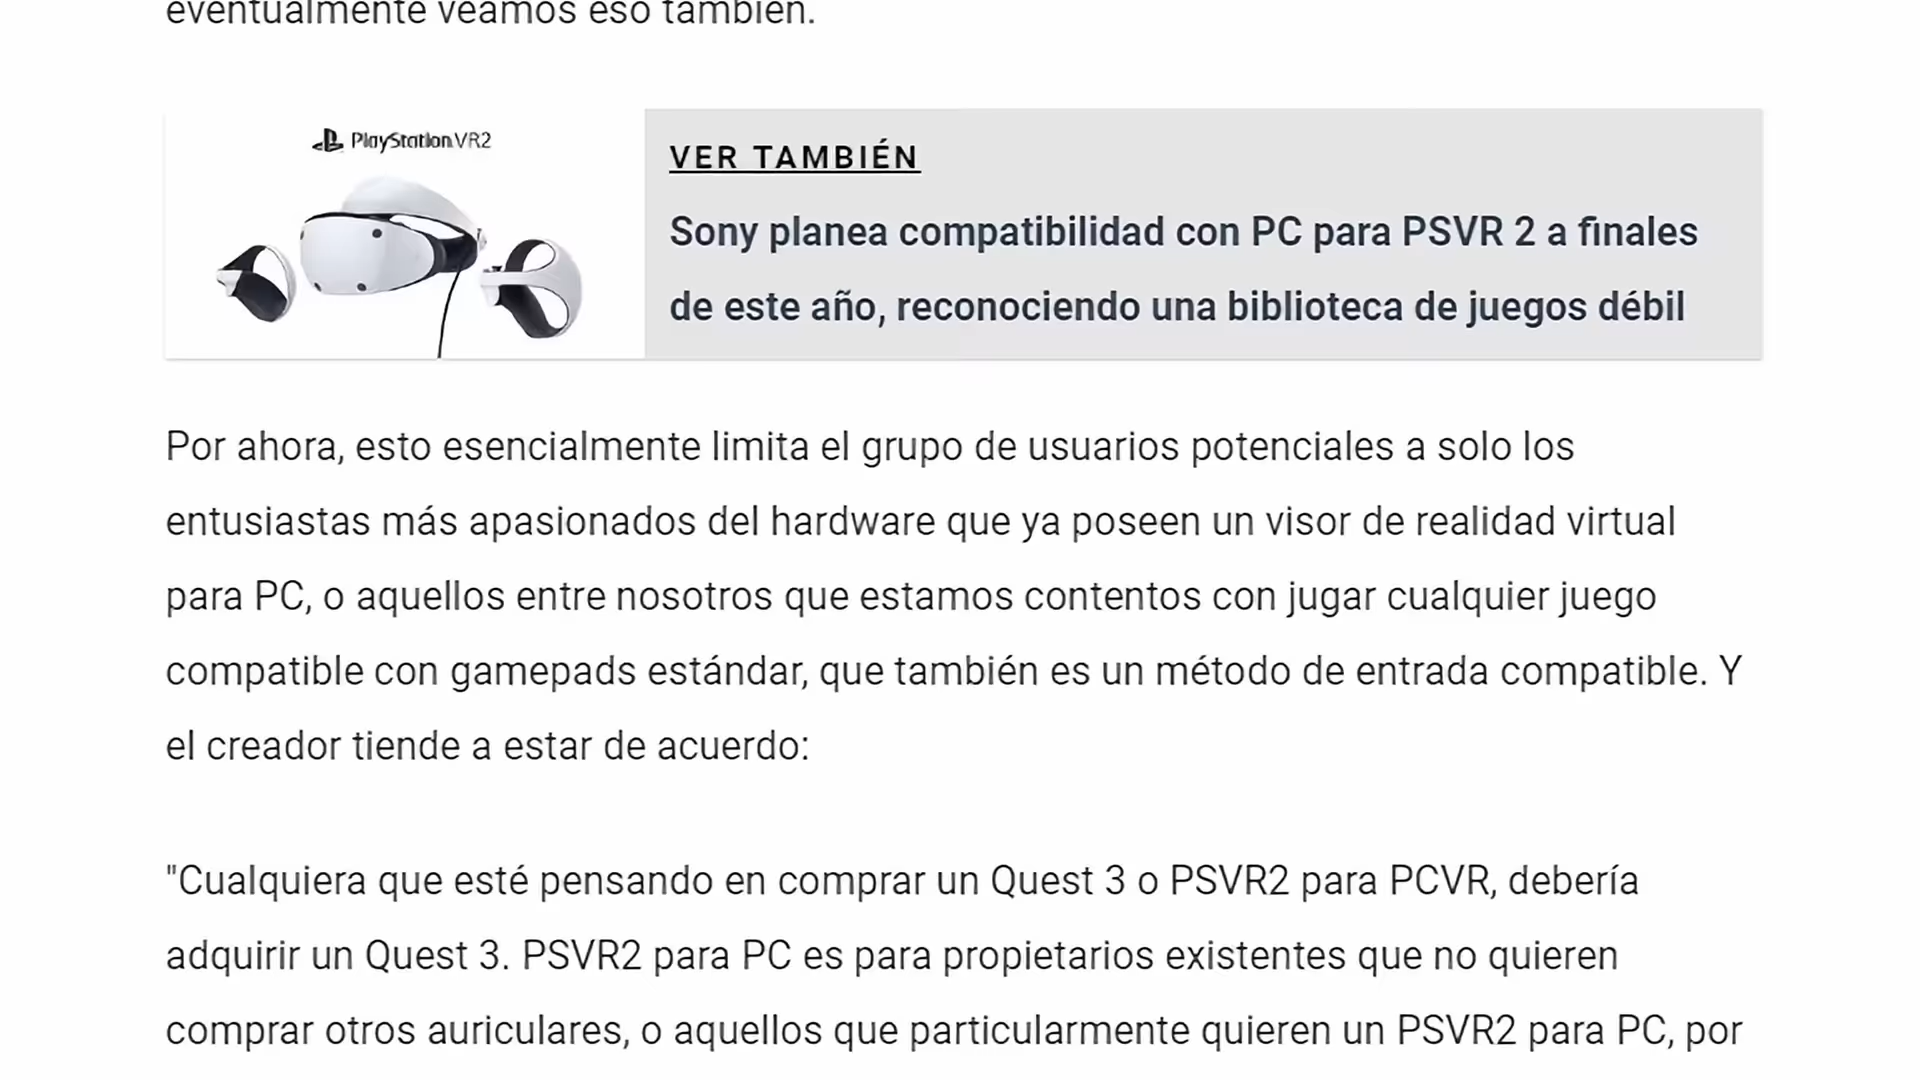 eventualmente veamos eso también.
PlayStation VR2
VER TAMBIÉN
Sony planea compatibilidad con PC para PSVR 2 a finales
de este año, reconociendo una biblioteca de juegos débil
Por ahora, esto esencialmente limita el grupo de usuarios potenciales a solo los
entusiastas más apasionados del hardware que ya poseen un visor de realidad virtual
para PC, o aquellos entre nosotros que estamos contentos con jugar cualquier juego
compatible con gamepads estándar, que también es un método de entrada compatible. Y
el creador tiende a estar de acuerdo:
"Cualquiera que esté pensando en comprar un Quest 3 o PSVR2 para PCVR, debería
adquirir un Quest 3. PSVR2 para PC es para propietarios existentes que no quieren
comprar otros auriculares, o aquellos que particularmente quieren un PSVR2 para PC, por